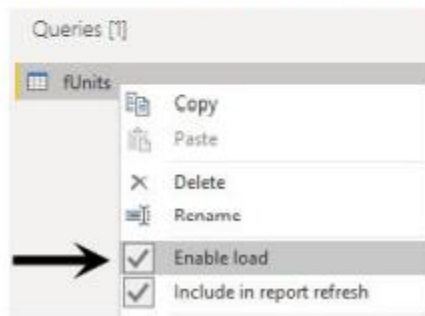 Queries [1]
fUnits
Copy
Paste
Delete
Rename
Enable load
Include in report refresh